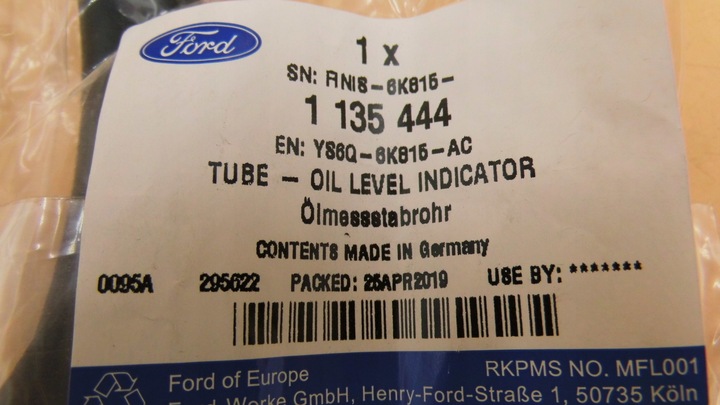 Ford
1 x
SN: FINIS-6K615-
1 135 444
EN: YS6Q-6K615-AC
TUBE - OIL LEVEL INDICATOR
Ölmessstabrohr
CONTENTS MADE IN Germany
0095A 295622 PACKED: 26APR2019 USE BY: *******
RKPMS NO. MFL001
Ford of Europe
Ford-Werke GmbH, Henry-Ford-Straße 1, 50735 Köln